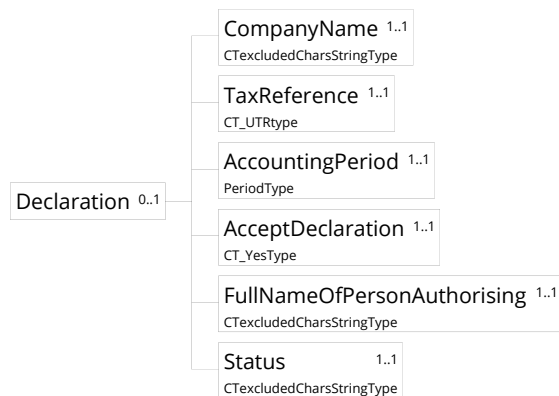 CompanyName 1..1
CTexcludedCharsStringType
TaxReference 1..1
CT_UTRtype
AccountingPeriod 1..1
PeriodType
Declaration 0..1
AcceptDeclaration 1..1
CT_YesType
FullNameOfPersonAuthorising 1..1
CTexcludedCharsStringType
Status 1..1
CTexcludedCharsStringType